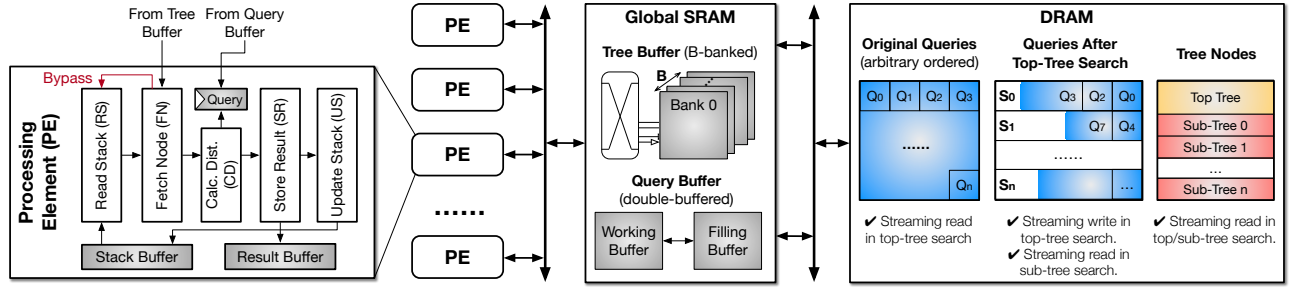 From Tree
Buffer
From Query
Buffer
Bypass
Processing
Element (PE)
Read Stack (RS)
Fetch Node (FN)
Query
Calc. Dist.
(CD)
Store Result (SR)
Update Stack (US)
Stack Buffer
Result Buffer
PE
PE
PE
......
PE
Global SRAM
Tree Buffer (B-banked)
B
Bank 0
Query Buffer
(double-buffered)
Working
Buffer
Filling
Buffer
DRAM
Original Queries
(arbitrary ordered)
Q0 Q1 Q2 Q3
......
Qn
✔ Streaming read
in top-tree search
Queries After
Top-Tree Search
S0 Q3 Q2 Q0
S1 Q7 Q4
......
Sn ...
✔ Streaming write in
top-tree search.
✔ Streaming read in
sub-tree search.
Tree Nodes
Top Tree
Sub-Tree 0
Sub-Tree 1
...
Sub-Tree n
✔ Streaming read in
top/sub-tree search.